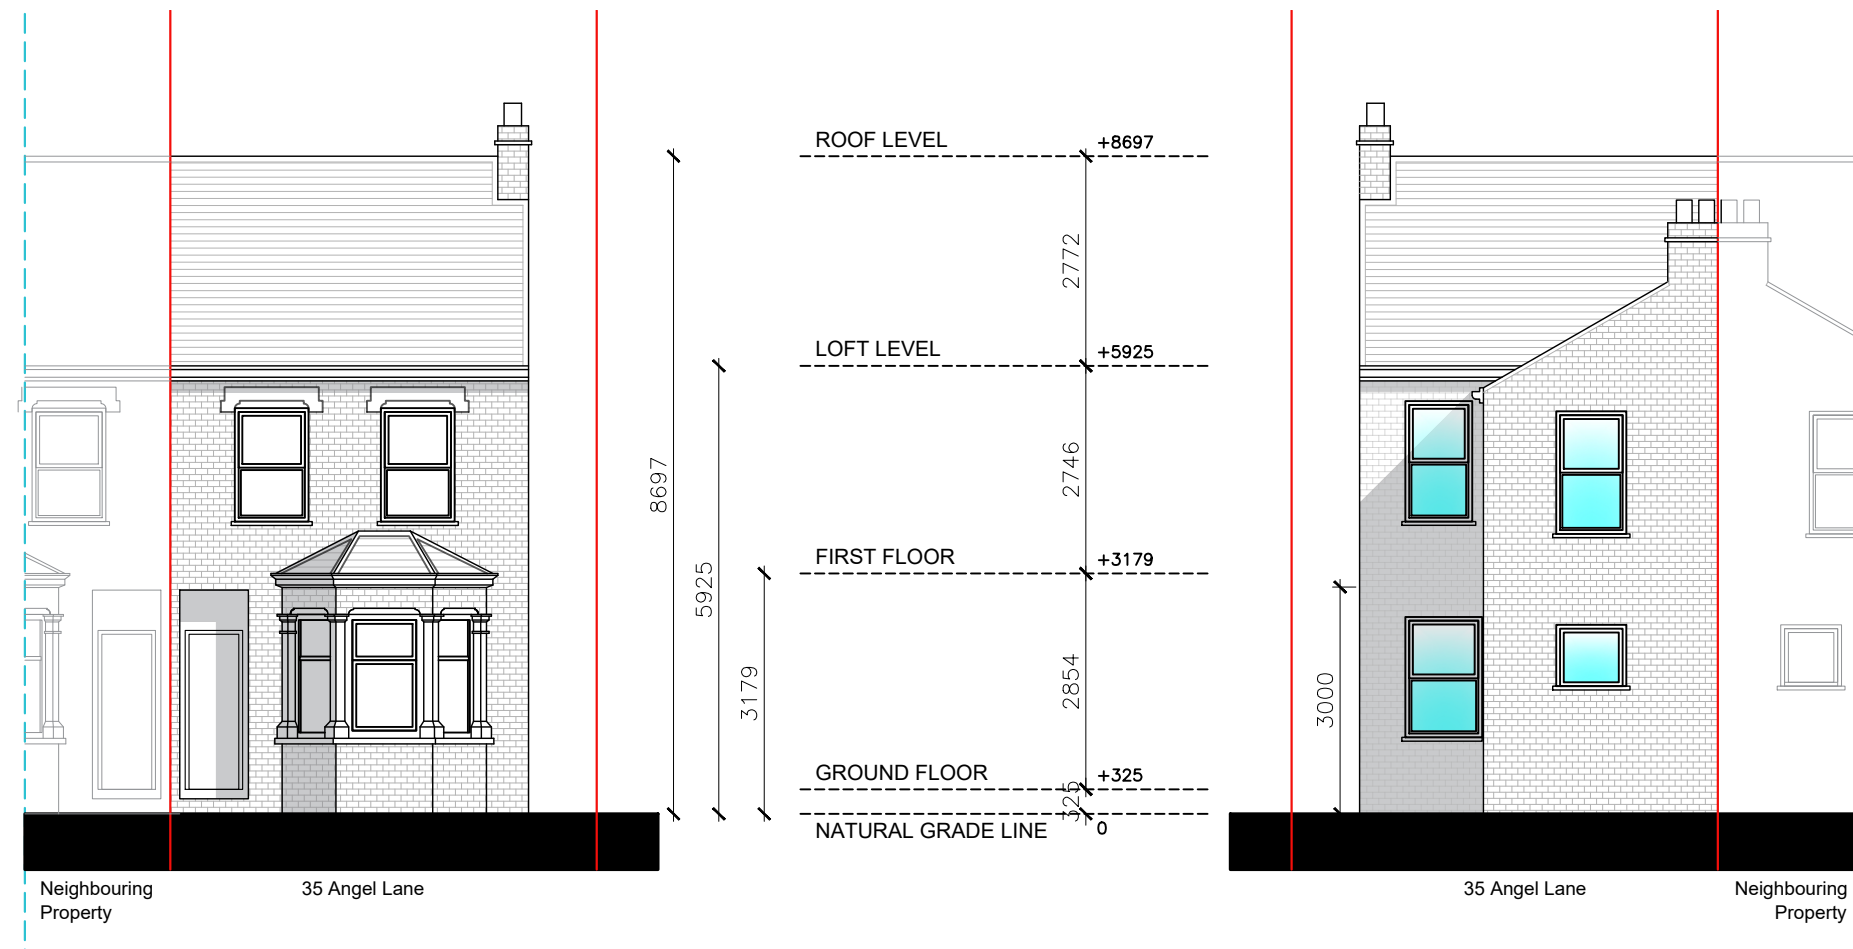 ROOF LEVEL
+8697
2772
LOFT LEVEL
+5925
8697
2746
FIRST FLOOR
+3179
5925
3179
2854
3000
GROUND FLOOR
+325
325
NATURAL GRADE LINE
0
Neighbouring
Property
35 Angel Lane
35 Angel Lane
Neighbouring
Property